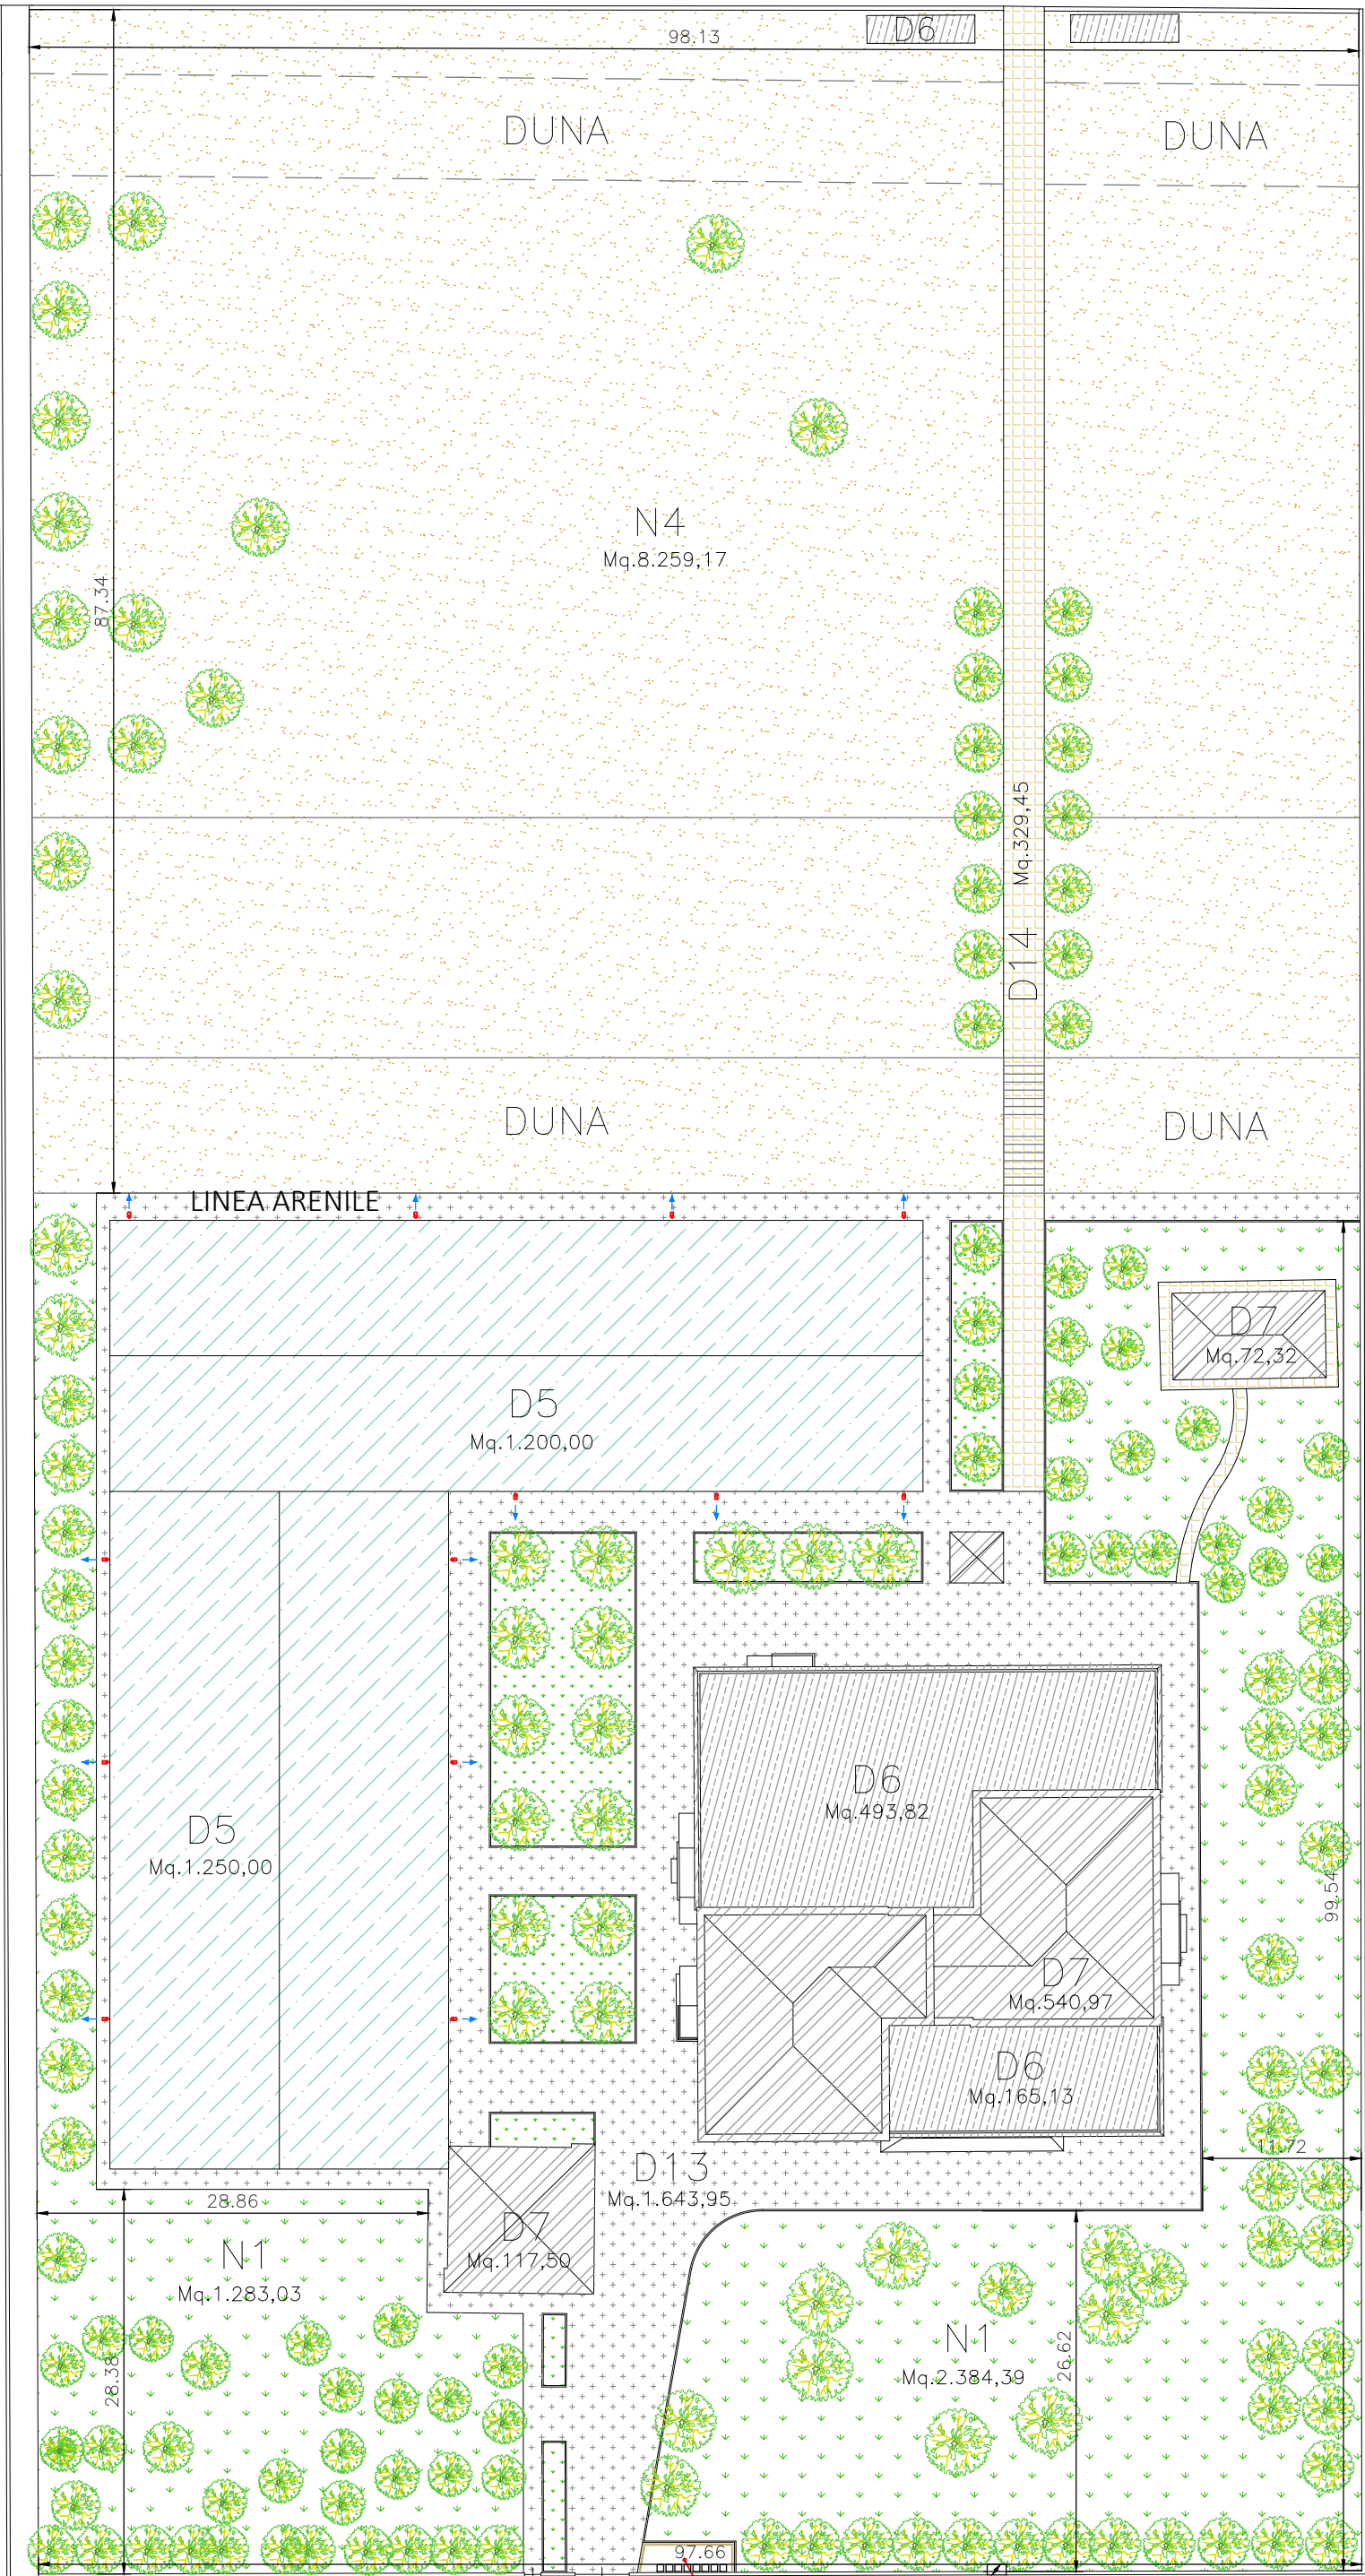 D6
98.13
DUNA
DUNA
N4
Mq.8.259,17
87.34
Mq.329,45
D14
DUNA
DUNA
LINEA ARENILE
D7
Mq.72,32
D5
Mq.1.200,00
D6
Mq.493,82
D5
Mq.1.250,00
99.54
D7
Mq.540,97
D6
Mq.165,13
11.72
D13
Mq.1.643,95
28.86
D7
Mq.117,50
N1
Mq.1.283,03
N1
Mq.2.384,39
26.62
28.38
97.66